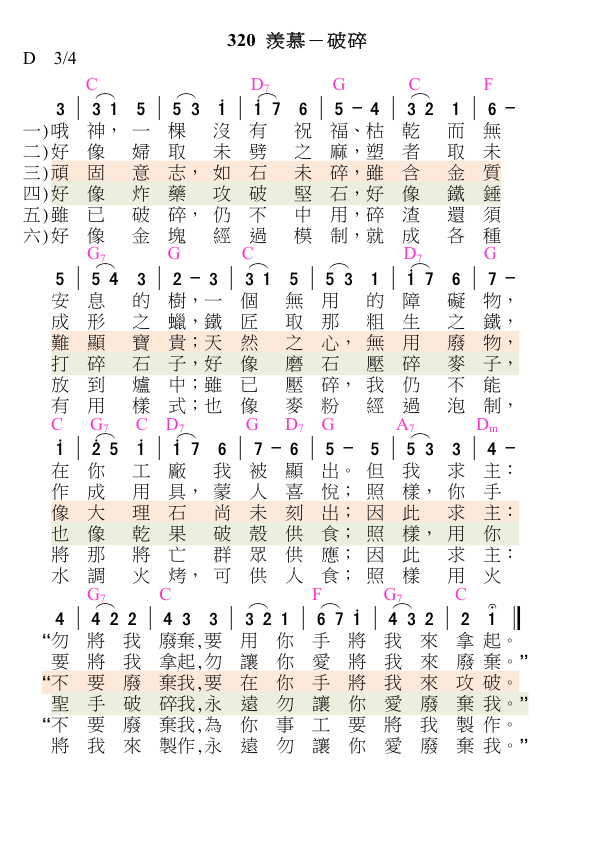 320 羨慕－破碎
D 3/4
C D7 G C F
3 | 3 1 5 | 5 3 i | i 7 6 | 5 − 4 | 3 2 1 | 6 −
一)哦 神，一 棵 沒 有 祝 福、枯 乾 而 無
二)好 像 婦 取 未 劈 之 麻，塑 者 取 未
三)頑 固 意 志，如 石 未 碎，雖 含 金 質
四)好 像 炸 藥 攻 破 堅 石，好 像 鐵 錘
五)雖 已 破 碎，仍 不 中 用，碎 渣 還 須
六)好 像 金 塊 經 過 模 制，就 成 各 種
G7 G C D7 G
5 | 5 4 3 | 2 − 3 | 3 1 5 | 5 3 1 | i 7 6 | 7 −
安 息 的 樹，一 個 無 用 的 障 礙 物，
成 形 之 蠟，鐵 匠 取 那 粗 生 之 鐵，
難 顯 寶 貴；天 然 之 心，無 用 廢 物，
打 碎 石 子，好 像 磨 石 壓 碎 麥 子，
放 到 爐 中；雖 已 壓 碎，我 仍 不 能
有 用 樣 式；也 像 麥 粉 經 過 泡 制，
C G7 C D7 G D7 G A7 Dm
i | 2 5 i | i 7 6 | 7 − 6 | 5 − 5 | 5 3 3 | 4 −
在 你 工 廠 我 被 顯 出。但 我 求 主：
作 成 用 具，蒙 人 喜 悅；照 樣，你 手
像 大 理 石 尚 未 刻 出；因 此 求 主：
也 像 乾 果 破 殼 供 食；照 樣，用 你
將 那 將 亡 群 眾 供 應；因 此 求 主：
水 調 火 烤，可 供 人 食；照 樣 用 火
G7 C F G7 C
4 | 4 2 2 | 4 3 3 | 3 2 1 | 6 7 i | 4 3 2 | 2 i ‖
“勿 將 我 廢棄,要 用 你 手 將 我 來 拿 起。
要 將 我 拿起,勿 讓 你 愛 將 我 來 廢 棄。”
“不 要 廢 棄我,要 在 你 手 將 我 來 攻 破。
聖 手 破 碎我,永 遠 勿 讓 你 愛 廢 棄 我。”
“不 要 廢 棄我,為 你 事 工 要 將 我 製 作。
將 我 來 製作,永 遠 勿 讓 你 愛 廢 棄 我。”